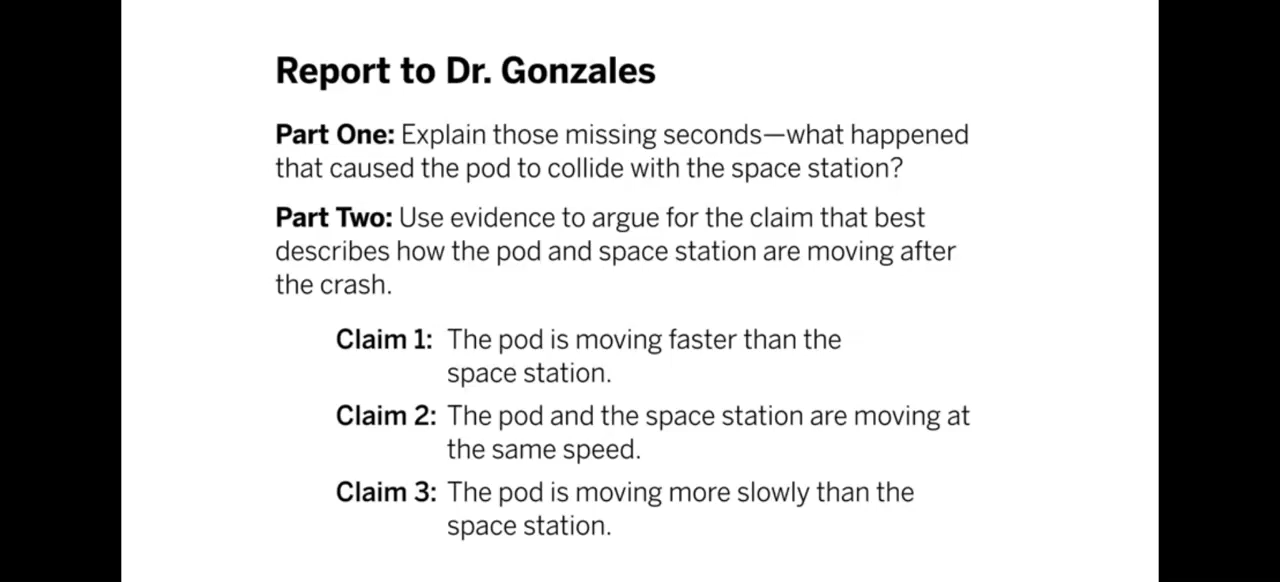 Report to Dr. Gonzales
Part One: Explain those missing seconds—what happened
that caused the pod to collide with the space station?
Part Two: Use evidence to argue for the claim that best
describes how the pod and space station are moving after
the crash.
Claim 1: The pod is moving faster than the
space station.
Claim 2: The pod and the space station are moving at
the same speed.
Claim 3: The pod is moving more slowly than the
space station.